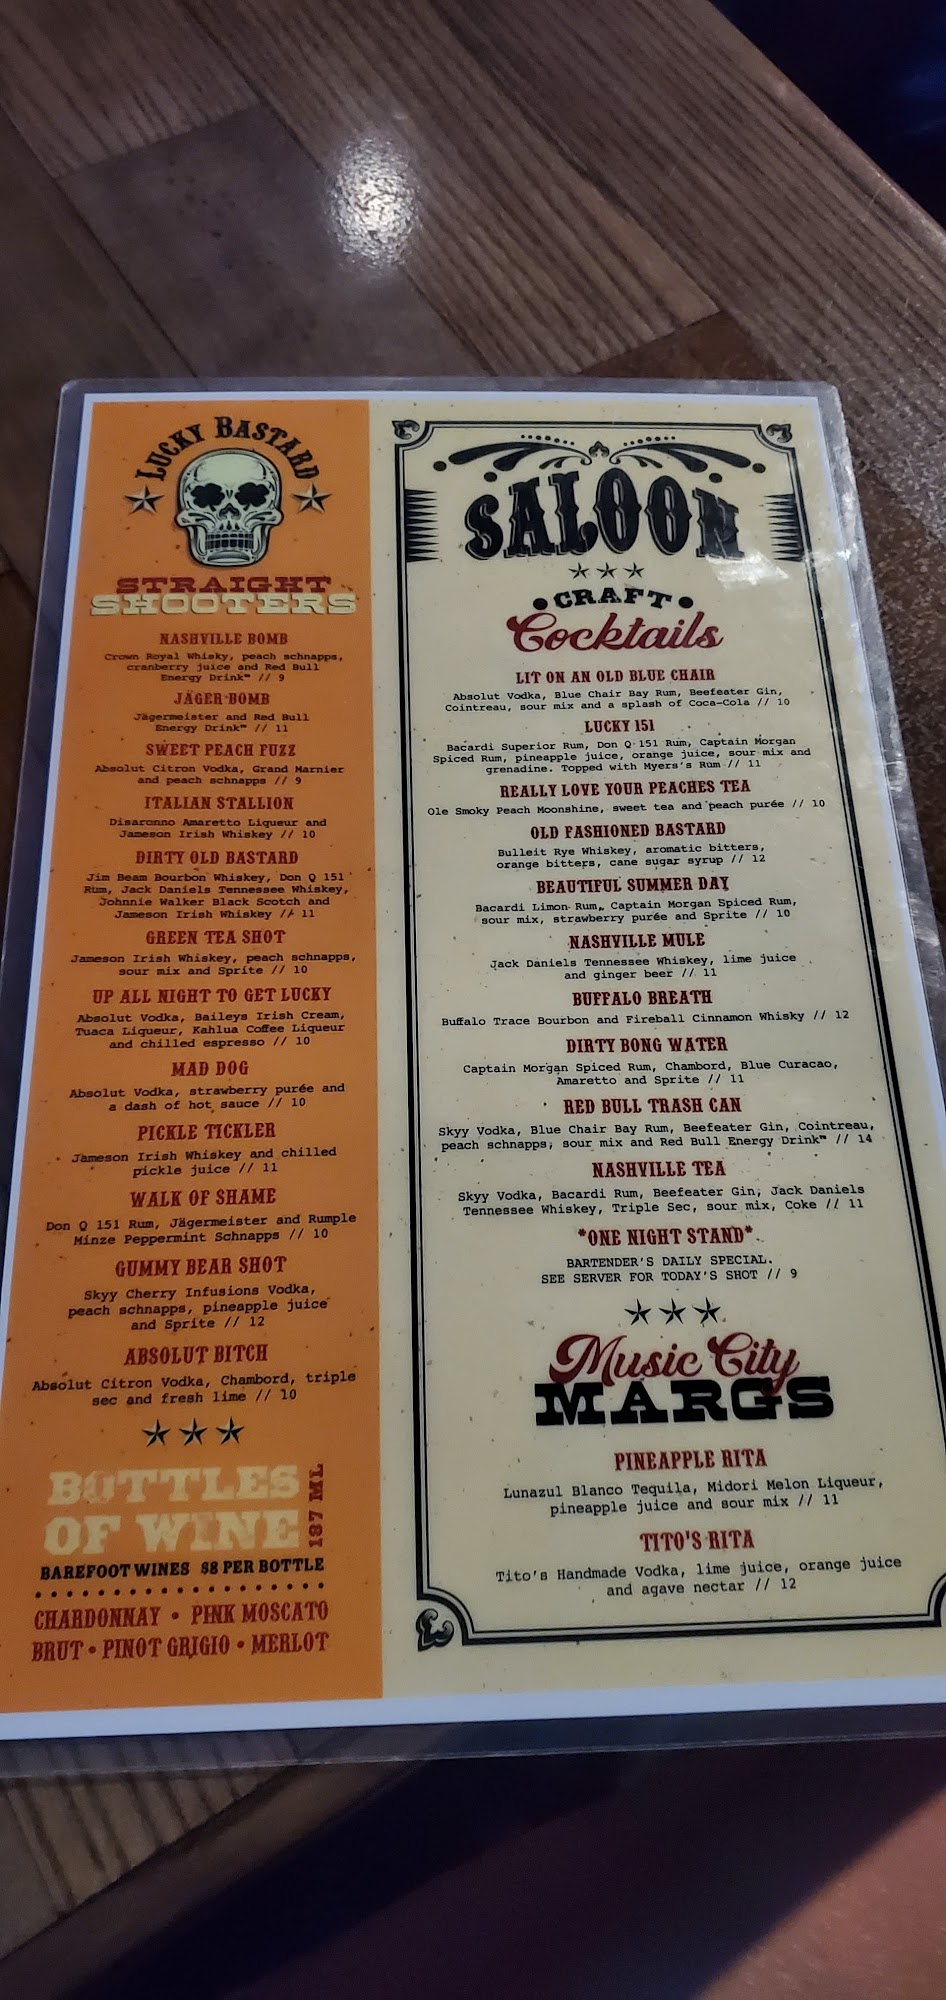 LUCKY BASTARD
STRAIGHT
SHOOTERS
NASHVILLE BOMB
Crown Royal Whisky, peach schnapps,
cranberry juice and Red Bull
Energy Drink™ // 9
JÄGER BOMB
Jägermeister and Red Bull
Energy Drink™ // 11
SWEET PEACH FUZZ
Absolut Citron Vodka, Grand Marnier
and peach schnapps // 9
ITALIAN STALLION
Disaronno Amaretto Liqueur and
Jameson Irish Whiskey // 10
DIRTY OLD BASTARD
Jim Beam Bourbon Whiskey, Don Q 151
Rum, Jack Daniels Tennessee Whiskey,
Johnnie Walker Black Scotch and
Jameson Irish Whiskey // 11
GREEN TEA SHOT
Jameson Irish Whiskey, peach schnapps,
sour mix and Sprite // 10
UP ALL NIGHT TO GET LUCKY
Absolut Vodka, Baileys Irish Cream,
Tuaca Liqueur, Kahlua Coffee Liqueur
and chilled espresso // 10
MAD DOG
Absolut Vodka, strawberry purée and
a dash of hot sauce // 10
PICKLE TICKLER
Jameson Irish Whiskey and chilled
pickle juice // 11
WALK OF SHAME
Don Q 151 Rum, Jägermeister and Rumple
Minze Peppermint Schnapps // 10
GUMMY BEAR SHOT
Skyy Cherry Infusions Vodka,
peach schnapps, pineapple juice
and Sprite // 12
ABSOLUT BITCH
Absolut Citron Vodka, Chambord, triple
sec and fresh lime // 10
BOTTLES
OF WINE
187 ML
BAREFOOT WINES $8 PER BOTTLE
CHARDONNAY • PINK MOSCATO
BRUT • PINOT GRIGIO • MERLOT
SALOON
•CRAFT•
Cocktails
LIT ON AN OLD BLUE CHAIR
Absolut Vodka, Blue Chair Bay Rum, Beefeater Gin,
Cointreau, sour mix and a splash of Coca-Cola // 10
LUCKY 151
Bacardi Superior Rum, Don Q 151 Rum, Captain Morgan
Spiced Rum, pineapple juice, orange juice, sour mix and
grenadine. Topped with Myers's Rum // 11
REALLY LOVE YOUR PEACHES TEA
Ole Smoky Peach Moonshine, sweet tea and peach purée // 10
OLD FASHIONED BASTARD
Bulleit Rye Whiskey, aromatic bitters,
orange bitters, cane sugar syrup // 12
BEAUTIFUL SUMMER DAY
Bacardi Limon Rum, Captain Morgan Spiced Rum,
sour mix, strawberry purée and Sprite // 10
NASHVILLE MULE
Jack Daniels Tennessee Whiskey, lime juice
and ginger beer // 11
BUFFALO BREATH
Buffalo Trace Bourbon and Fireball Cinnamon Whisky // 12
DIRTY BONG WATER
Captain Morgan Spiced Rum, Chambord, Blue Curacao,
Amaretto and Sprite // 11
RED BULL TRASH CAN
Skyy Vodka, Blue Chair Bay Rum, Beefeater Gin, Cointreau,
peach schnapps, sour mix and Red Bull Energy Drink™ // 14
NASHVILLE TEA
Skyy Vodka, Bacardi Rum, Beefeater Gin, Jack Daniels
Tennessee Whiskey, Triple Sec, sour mix, Coke // 11
*ONE NIGHT STAND*
BARTENDER'S DAILY SPECIAL.
SEE SERVER FOR TODAY'S SHOT // 9
Music City
MARGS
PINEAPPLE RITA
Lunazul Blanco Tequila, Midori Melon Liqueur,
pineapple juice and sour mix // 11
TITO'S RITA
Tito's Handmade Vodka, lime juice, orange juice
and agave nectar // 12